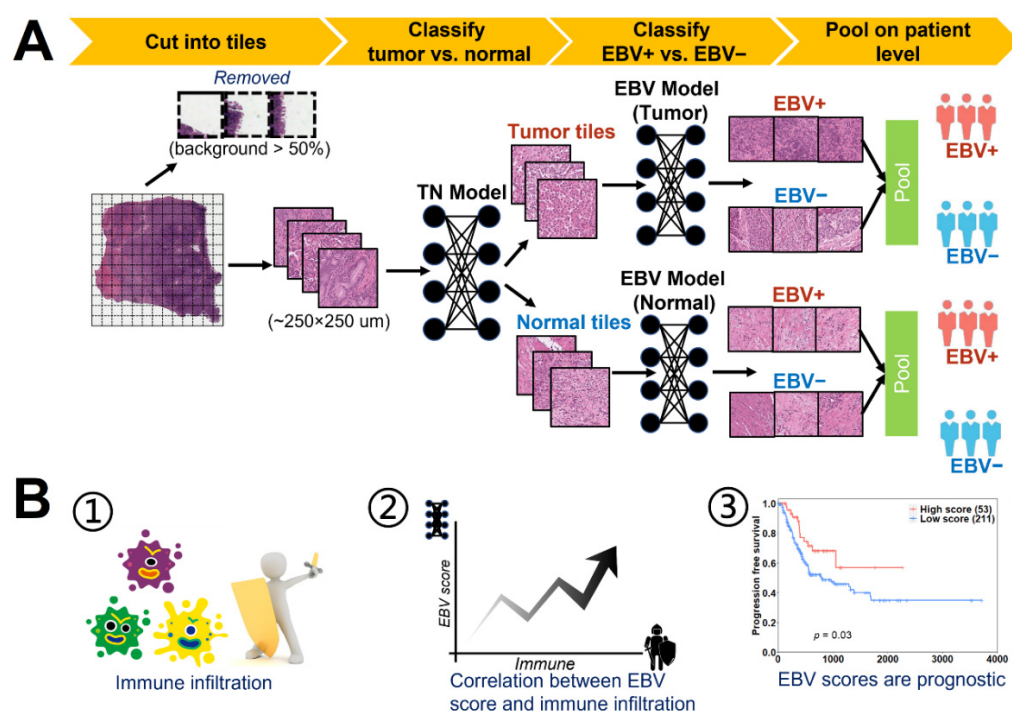 A
Cut into tiles
Classify
tumor vs. normal
Classify
EBV+ vs. EBV−
Pool on patient
level
Removed
(background > 50%)
(~250×250 um)
TN Model
Tumor tiles
Normal tiles
EBV Model
(Tumor)
EBV+
EBV−
Pool
EBV+
EBV−
EBV Model
(Normal)
EBV+
EBV−
Pool
EBV+
EBV−
B
①
Immune infiltration
②
EBV score
Immune
Correlation between EBV
score and immune infiltration
③
Progression free survival
1.0
0.8
0.6
0.4
0.2
0
0
1000
2000
3000
4000
High score (53)
Low score (211)
p = 0.03
EBV scores are prognostic